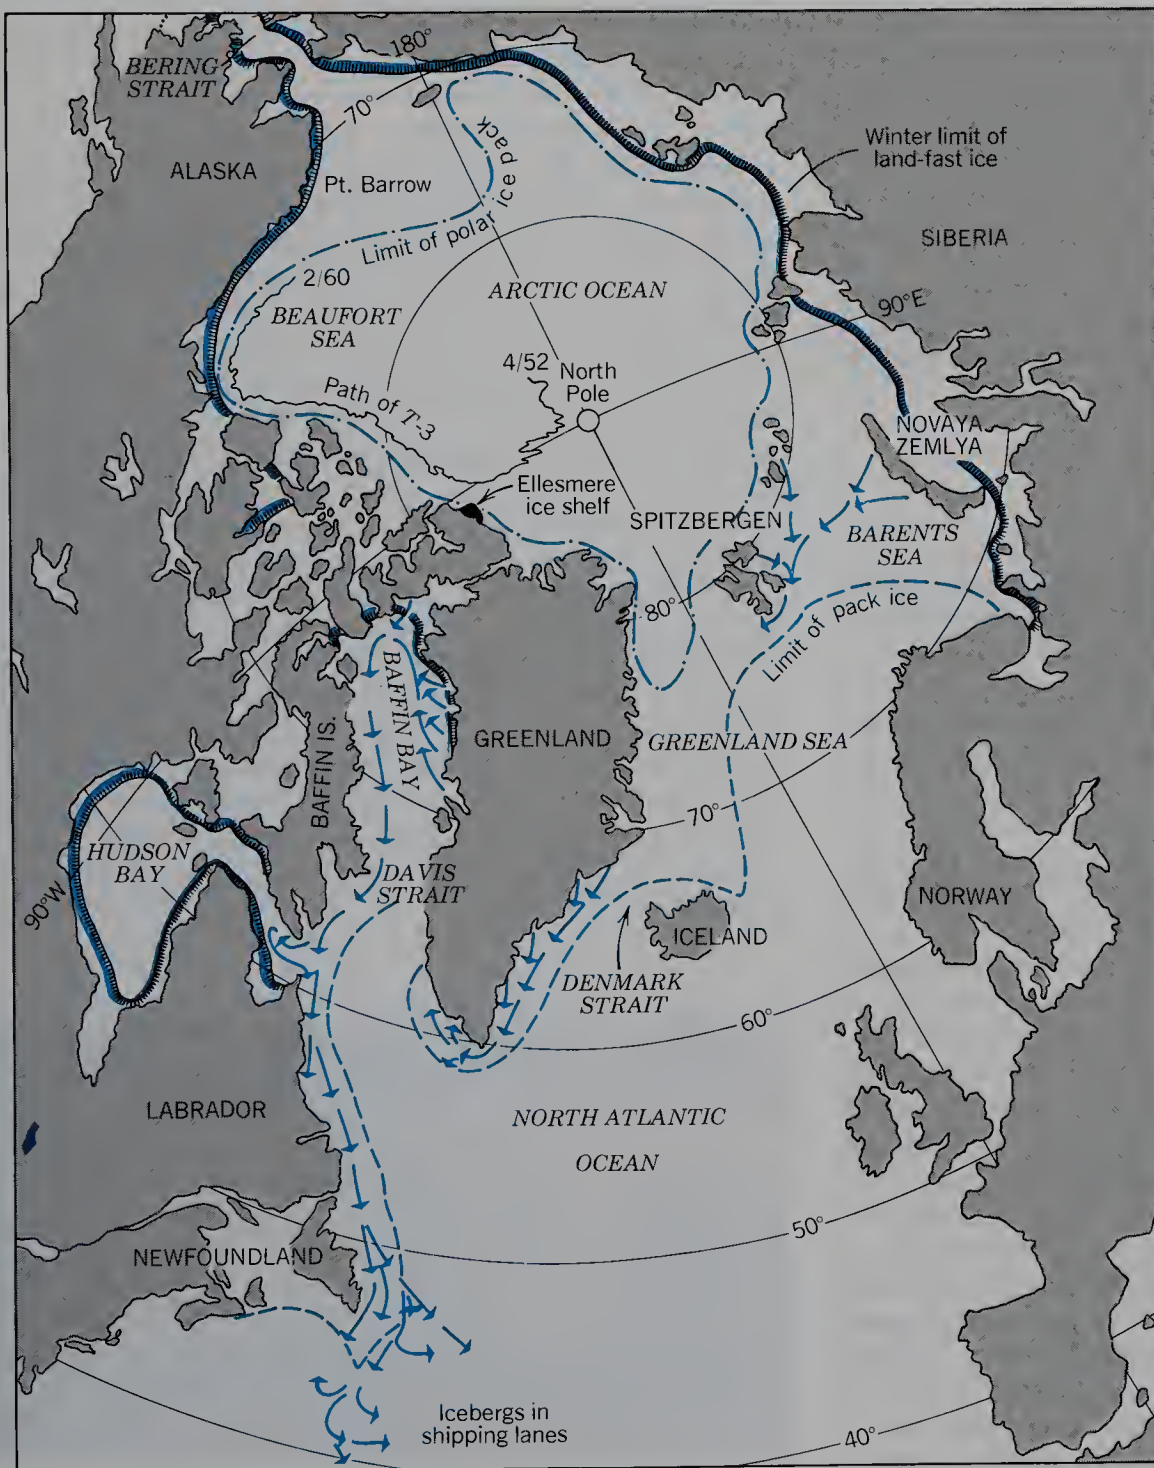 BERING
STRAIT
180°
70°
ALASKA
Pt. Barrow
Limit of polar ice pack
Winter limit of
land-fast ice
SIBERIA
2/60
BEAUFORT
SEA
ARCTIC OCEAN
90°E
4/52
North
Pole
Path of T-3
NOVAYA
ZEMLYA
Ellesmere
ice shelf
SPITZBERGEN
BARENTS
SEA
80°
Limit of pack ice
BAFFIN BAY
BAFFIN IS.
GREENLAND
GREENLAND SEA
70°
HUDSON
BAY
90°W
DAVIS
STRAIT
NORWAY
ICELAND
DENMARK
STRAIT
60°
LABRADOR
NORTH ATLANTIC
OCEAN
50°
NEWFOUNDLAND
Icebergs in
shipping lanes
40°